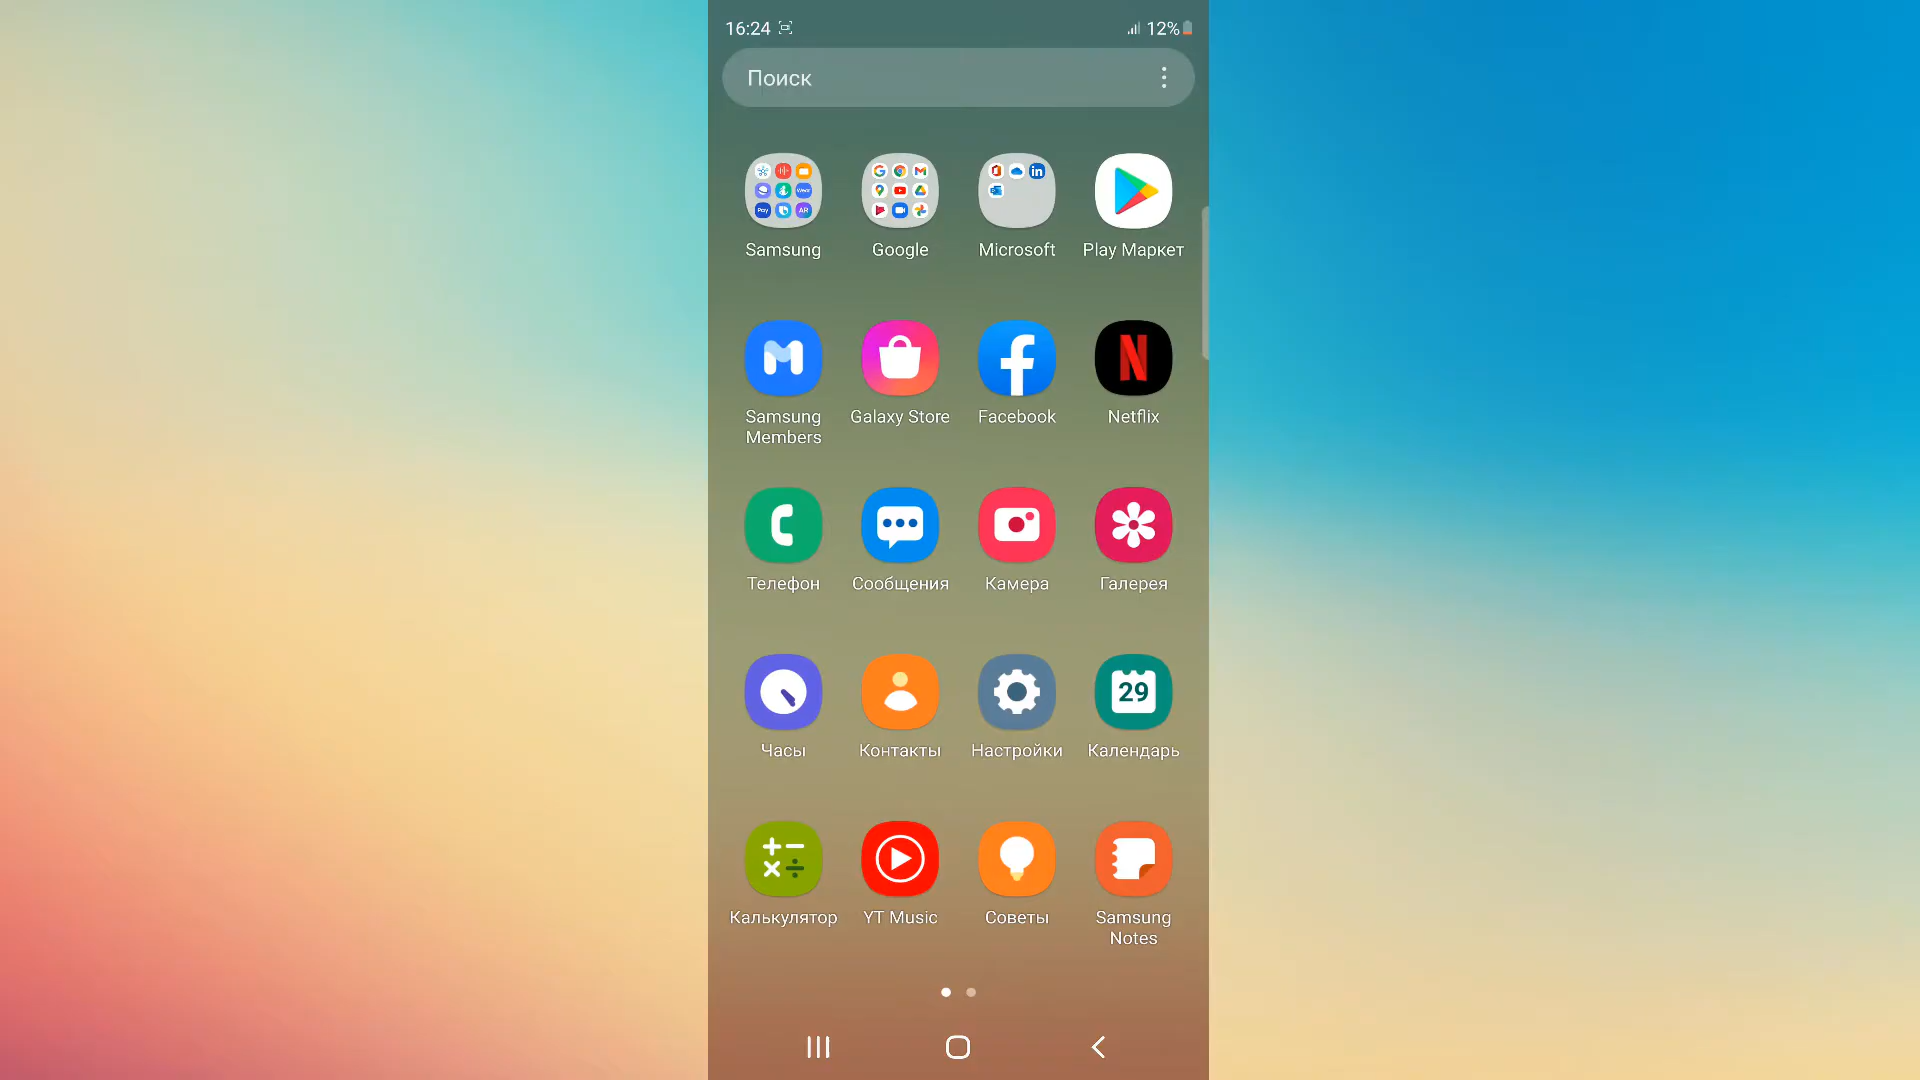 16:24
12%
Поиск
Samsung
Google
Microsoft
Play Маркет
Samsung
Members
Galaxy Store
Facebook
Netflix
Телефон
Сообщения
Камера
Галерея
29
Часы
Контакты
Настройки
Календарь
Калькулятор
YT Music
Советы
Samsung
Notes